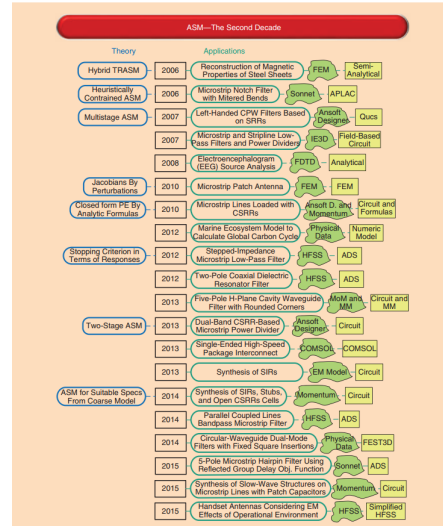 ASM—The Second Decade
Theory Applications
Hybrid TRASM 2006 Reconstruction of Magnetic Properties of Steel Sheets FEM Semi-Analytical
Heuristically Constrained ASM 2006 Microstrip Notch Filter with Mitered Bends Sonnet APLAC
Multistage ASM 2007 Left-Handed CPW Filters Based on SRRs Ansoft Designer Qucs
2007 Microstrip and Stripline Low-Pass Filters and Power Dividers IE3D Field-Based Circuit
2008 Electroencephalogram (EEG) Source Analysis FDTD Analytical
Jacobians By Perturbations 2010 Microstrip Patch Antenna FEM FEM
Closed form PE By Analytic Formulas 2010 Microstrip Lines Loaded with CSRRs Ansoft D. and Momentum Circuit and Formulas
2012 Marine Ecosystem Model to Calculate Global Carbon Cycle Physical Data Numeric Model
Stopping Criterion in Terms of Responses 2012 Stepped-Impedance Microstrip Low-Pass Filter HFSS ADS
2012 Two-Pole Coaxial Dielectric Resonator Filter HFSS ADS
2013 Five-Pole H-Plane Cavity Waveguide Filter with Rounded Corners MoM and MM Circuit and MM
Two-Stage ASM 2013 Dual-Band CSRR-Based Microstrip Power Divider Ansoft Designer Circuit
2013 Single-Ended High-Speed Package Interconnect COMSOL COMSOL
2013 Synthesis of SIRs EM Model Circuit
ASM for Suitable Specs From Coarse Model 2014 Synthesis of SIRs, Stubs, and Open CSRRs Cells Momentum Circuit
2014 Parallel Coupled Lines Bandpass Microstrip Filter HFSS ADS
2014 Circular-Waveguide Dual-Mode Filters with Fixed Square Insertions Physical Data FEST3D
2015 5-Pole Microstrip Hairpin Filter Using Reflected Group Delay Obj. Function Sonnet ADS
2015 Synthesis of Slow-Wave Structures on Microstrip Lines with Patch Capacitors Momentum Circuit
2015 Handset Antennas Considering EM Effects of Operational Environment HFSS Simplified HFSS